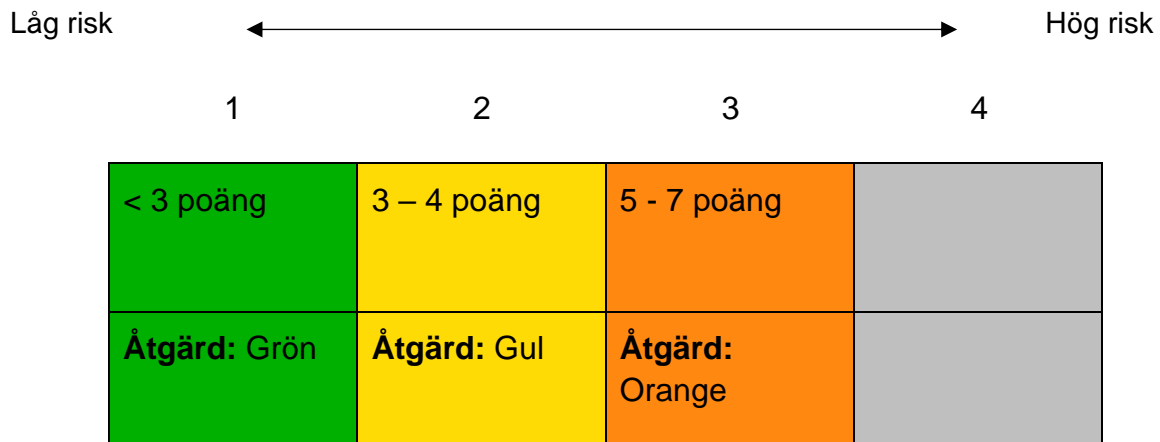 Låg risk
Hög risk
1
2
3
4
< 3 poäng
3 – 4 poäng
5 - 7 poäng
Åtgärd: Grön
Åtgärd: Gul
Åtgärd:
Orange